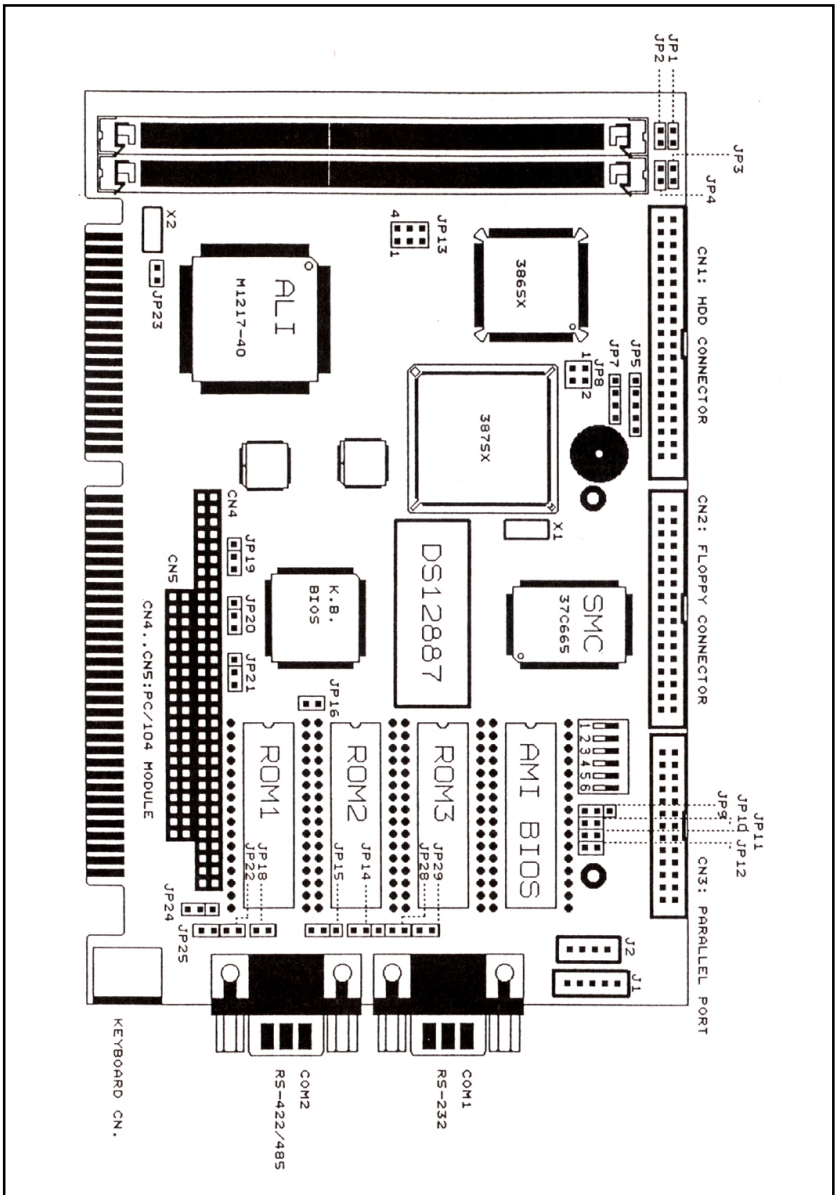 JP1
JP2
JP3
JP4
CN1: HDD CONNECTOR
CN2: FLOPPY CONNECTOR
CN3: PARALLEL PORT
X2
JP23
4
1
JP13
ALI
M1217-40
386SX
1
2
JP8
JP7
JP5
387SX
X1
CN4
CN5
JP19
JP20
JP21
CN4..CN5:PC/104 MODULE
K.B.
BIOS
DS12887
SMC
37C665
JP16
ROM1
ROM2
ROM3
AMI BIOS
1
2
3
4
5
6
JP9
JP10
JP11
JP12
JP22
JP18
JP15
JP14
JP28
JP29
JP24
JP25
J2
J1
KEYBOARD CN.
COM2
RS-422/485
COM1
RS-232